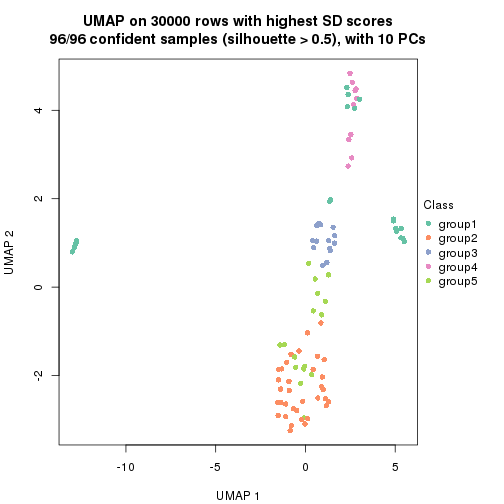 UMAP on 30000 rows with highest SD scores
96/96 confident samples (silhouette > 0.5), with 10 PCs
4
2
0
-2
UMAP 2
-10
-5
0
5
UMAP 1
Class
group1
group2
group3
group4
group5